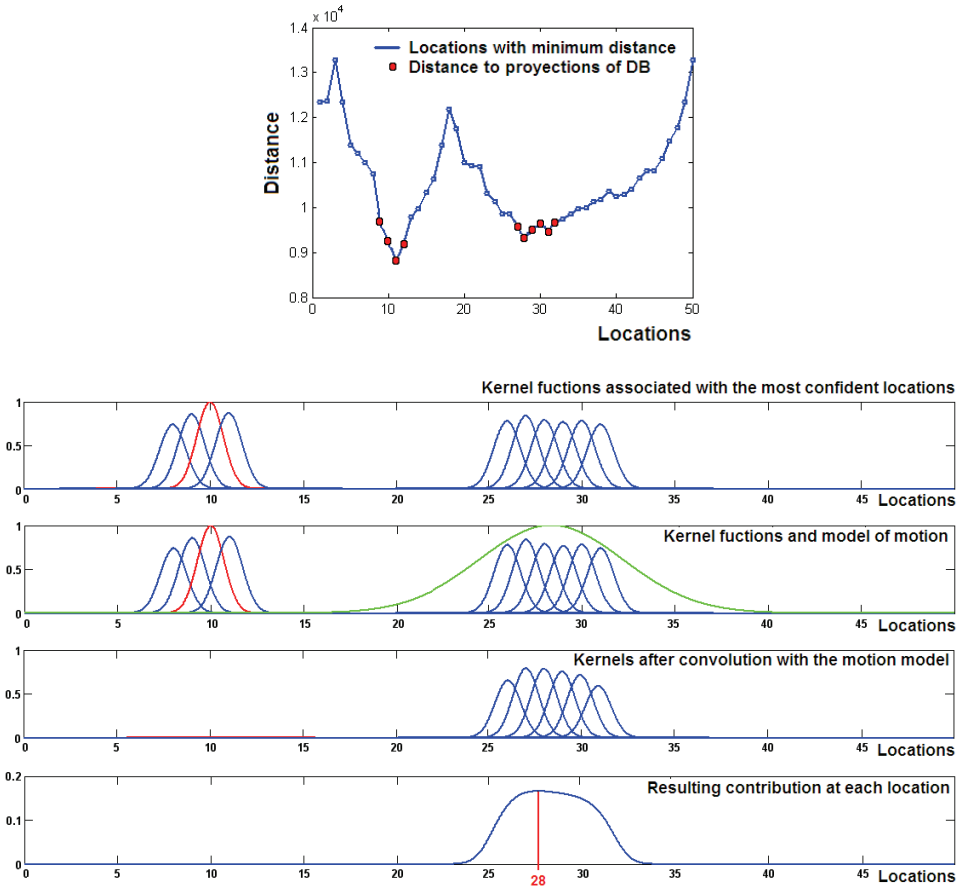 × 10⁴
1.4
1.3
1.2
1.1
10
0.9
0.8
Distance
Locations with minimum distance
Distance to proyections of DB
0 10 20 30 40 50
Locations
Kernel fuctions associated with the most confident locations
1
0.5
0
0 5 10 15 20 25 30 35 40 45 Locations
Kernel fuctions and model of motion
1
0.5
0
0 5 10 15 20 25 30 35 40 45 Locations
Kernels after convolution with the motion model
1
0.5
0
0 5 10 15 20 25 30 35 40 45 Locations
Resulting contribution at each location
0.2
0.1
0
0 5 10 15 20 25 30 35 40 45 Locations
28